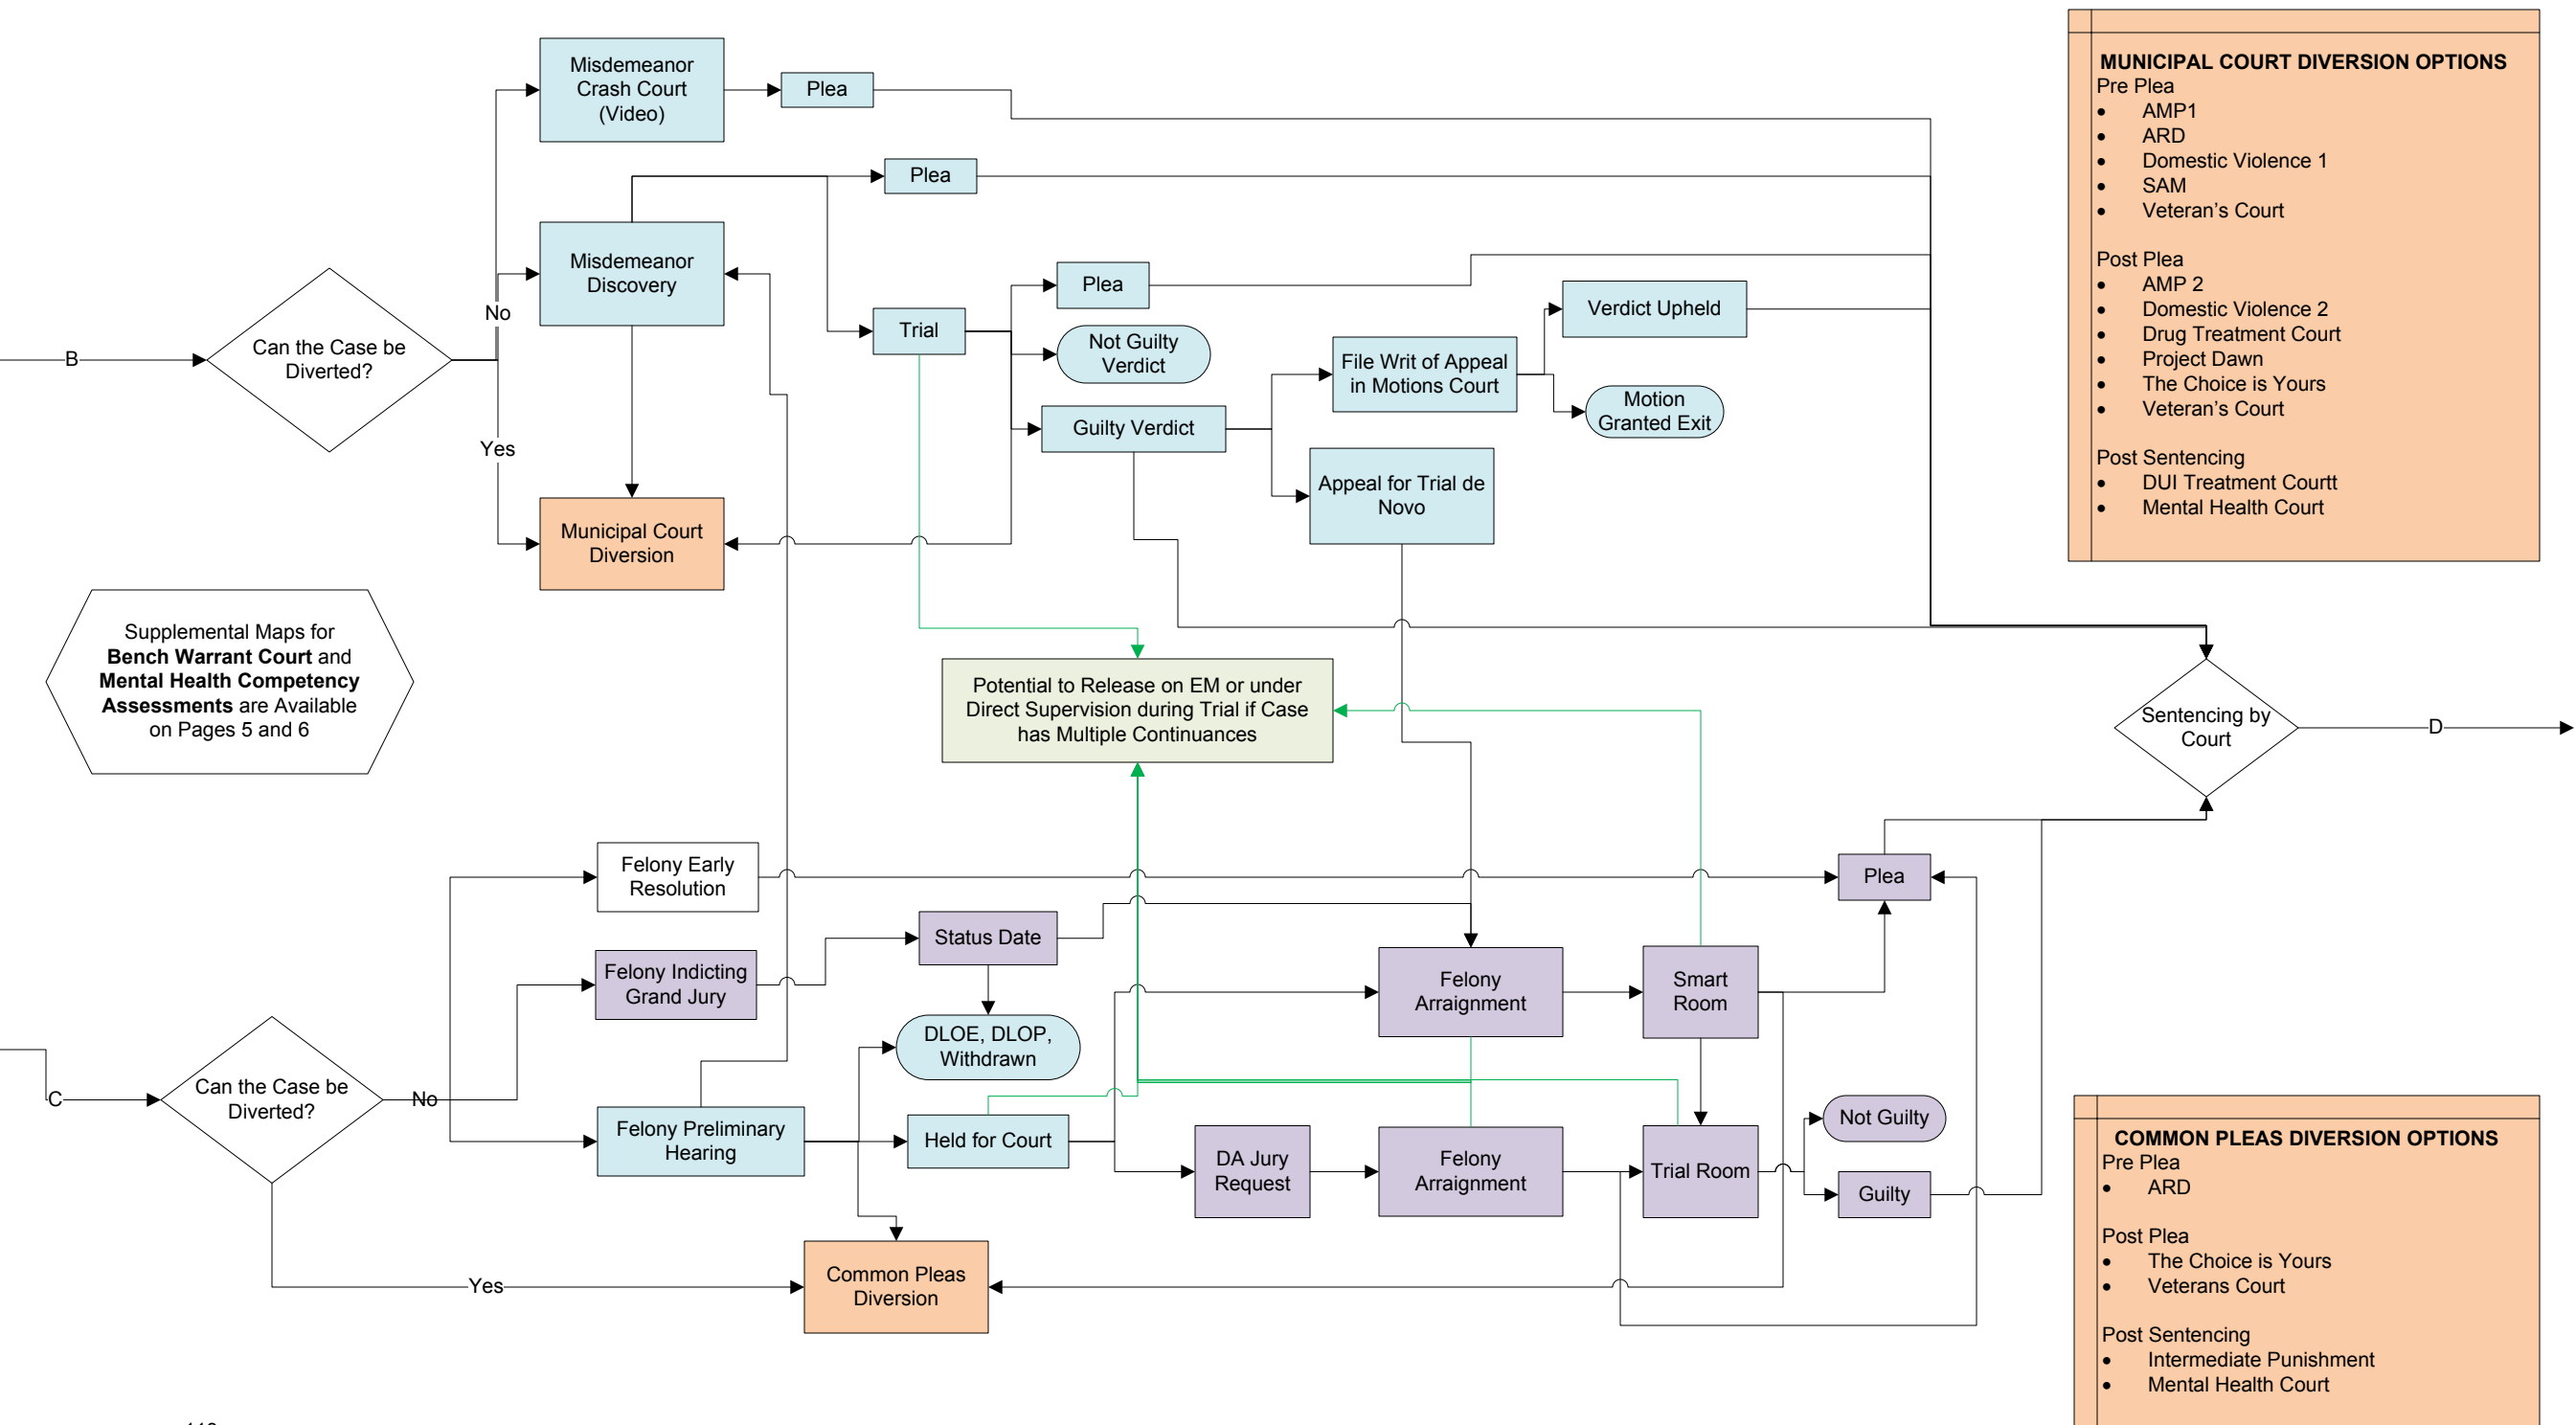 Misdemeanor
Crash Court
(Video)
Plea
Plea
Misdemeanor
Discovery
No
B
Can the Case be
Diverted?
Yes
Trial
Plea
Not Guilty
Verdict
Guilty Verdict
File Writ of Appeal
in Motions Court
Verdict Upheld
Motion
Granted Exit
Appeal for Trial de
Novo
Municipal Court
Diversion
MUNICIPAL COURT DIVERSION OPTIONS
Pre Plea
• AMP1
• ARD
• Domestic Violence 1
• SAM
• Veteran's Court
Post Plea
• AMP 2
• Domestic Violence 2
• Drug Treatment Court
• Project Dawn
• The Choice is Yours
• Veteran's Court
Post Sentencing
• DUI Treatment Courtt
• Mental Health Court
Supplemental Maps for
Bench Warrant Court and
Mental Health Competency
Assessments are Available
on Pages 5 and 6
Potential to Release on EM or under
Direct Supervision during Trial if Case
has Multiple Continuances
Sentencing by
Court
D
Felony Early
Resolution
Plea
Status Date
Felony Indicting
Grand Jury
Felony
Arraignment
Smart
Room
DLOE, DLOP,
Withdrawn
C
Can the Case be
Diverted?
No
Felony Preliminary
Hearing
Held for Court
DA Jury
Request
Felony
Arraignment
Trial Room
Not Guilty
Guilty
Yes
Common Pleas
Diversion
COMMON PLEAS DIVERSION OPTIONS
Pre Plea
• ARD
Post Plea
• The Choice is Yours
• Veterans Court
Post Sentencing
• Intermediate Punishment
• Mental Health Court